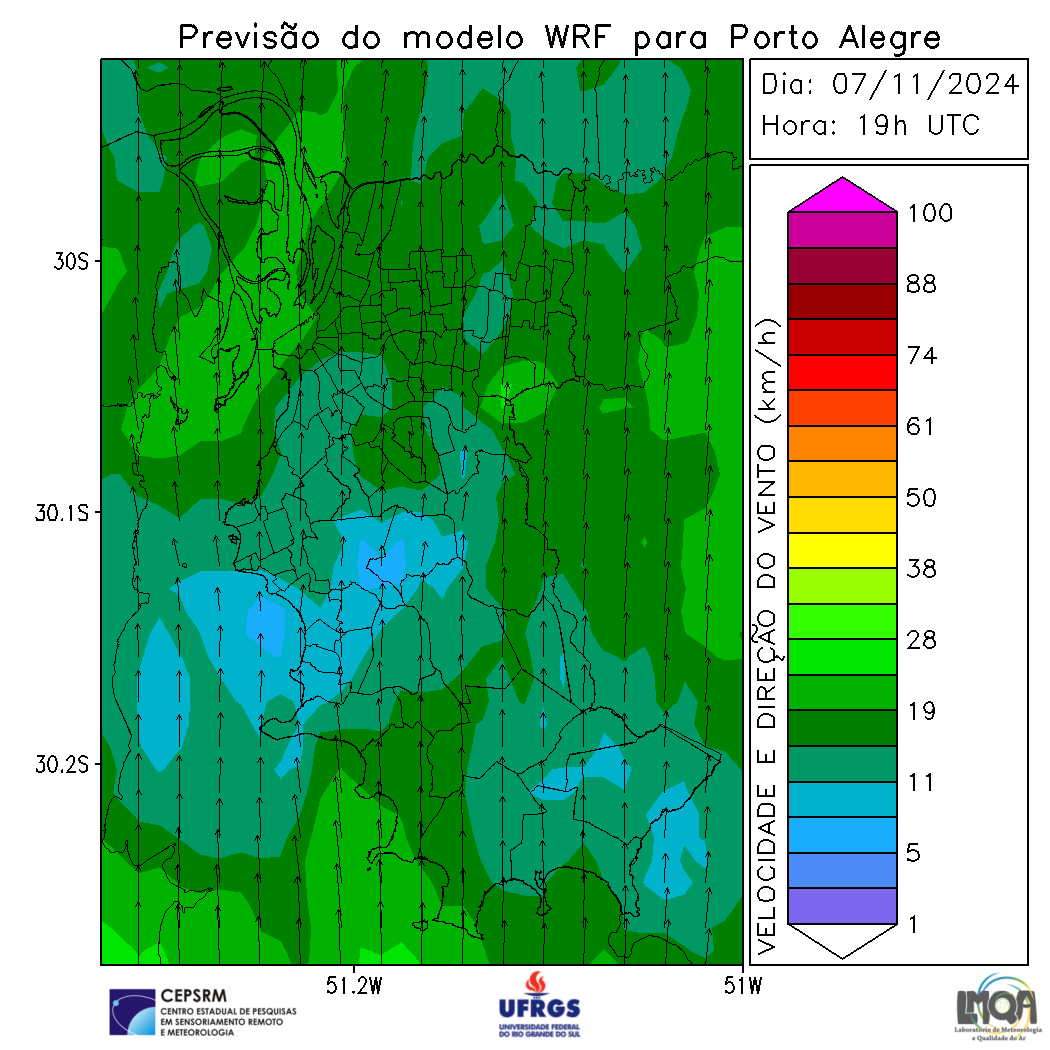 Previsão do modelo WRF para Porto Alegre
Dia: 07/11/2024
Hora: 19h UTC
30S
30.1S
30.2S
51.2W
51W
VELOCIDADE E DIREÇÃO DO VENTO (km/h)
100
88
74
61
50
38
28
19
11
5
1
CEPSRM
CENTRO ESTADUAL DE PESQUISAS
EM SENSORIAMENTO REMOTO
E METEOROLOGIA
UFRGS
UNIVERSIDADE FEDERAL
DO RIO GRANDE DO SUL
LMQA
Laboratório de Meteorologia
e Qualidade do Ar